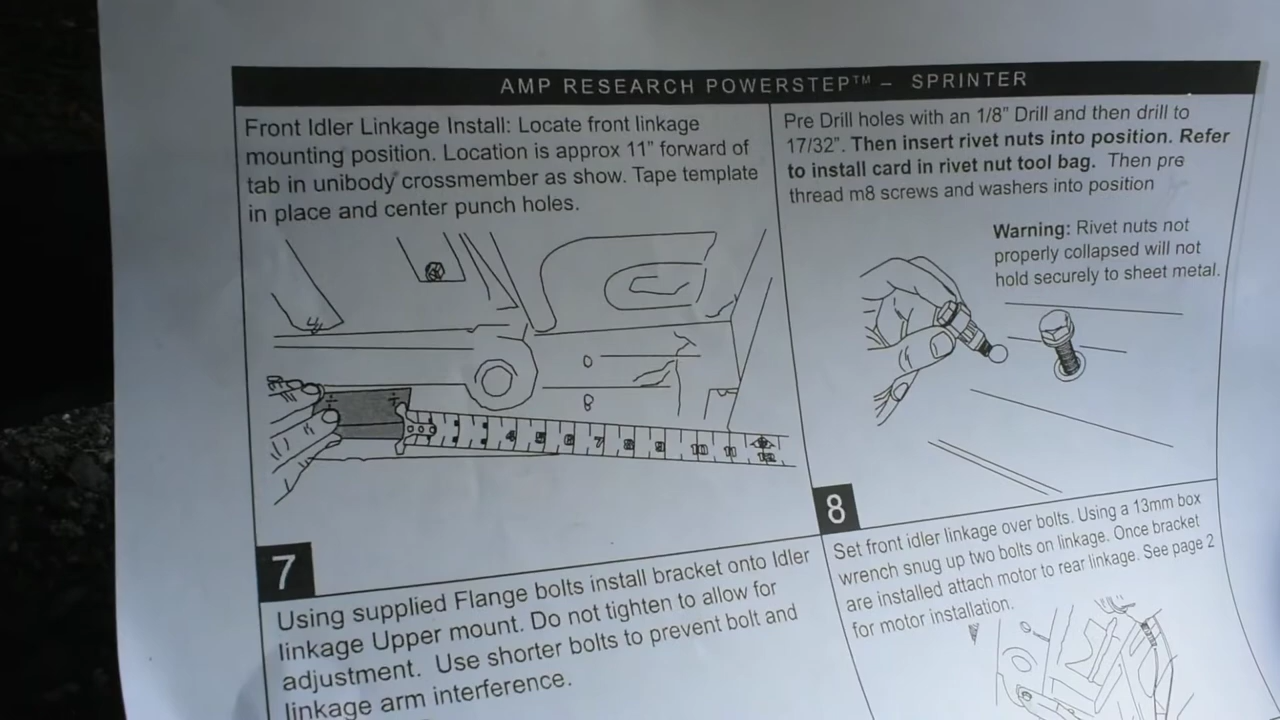 AMP RESEARCH POWERSTEP™ – SPRINTER
Front Idler Linkage Install: Locate front linkage
mounting position. Location is approx 11" forward of
tab in unibody crossmember as show. Tape template
in place and center punch holes.
0
8
4 5 6 7 8 9 10 11 12
7
Pre Drill holes with an 1/8" Drill and then drill to
17/32". Then insert rivet nuts into position. Refer
to install card in rivet nut tool bag. Then pre
thread m8 screws and washers into position
Warning: Rivet nuts not
properly collapsed will not
hold securely to sheet metal.
8
Using supplied Flange bolts install bracket onto Idler
linkage Upper mount. Do not tighten to allow for
adjustment. Use shorter bolts to prevent bolt and
linkage arm interference.
Set front idler linkage over bolts. Using a 13mm box
wrench snug up two bolts on linkage. Once bracket
are installed attach motor to rear linkage. See page 2
for motor installation.